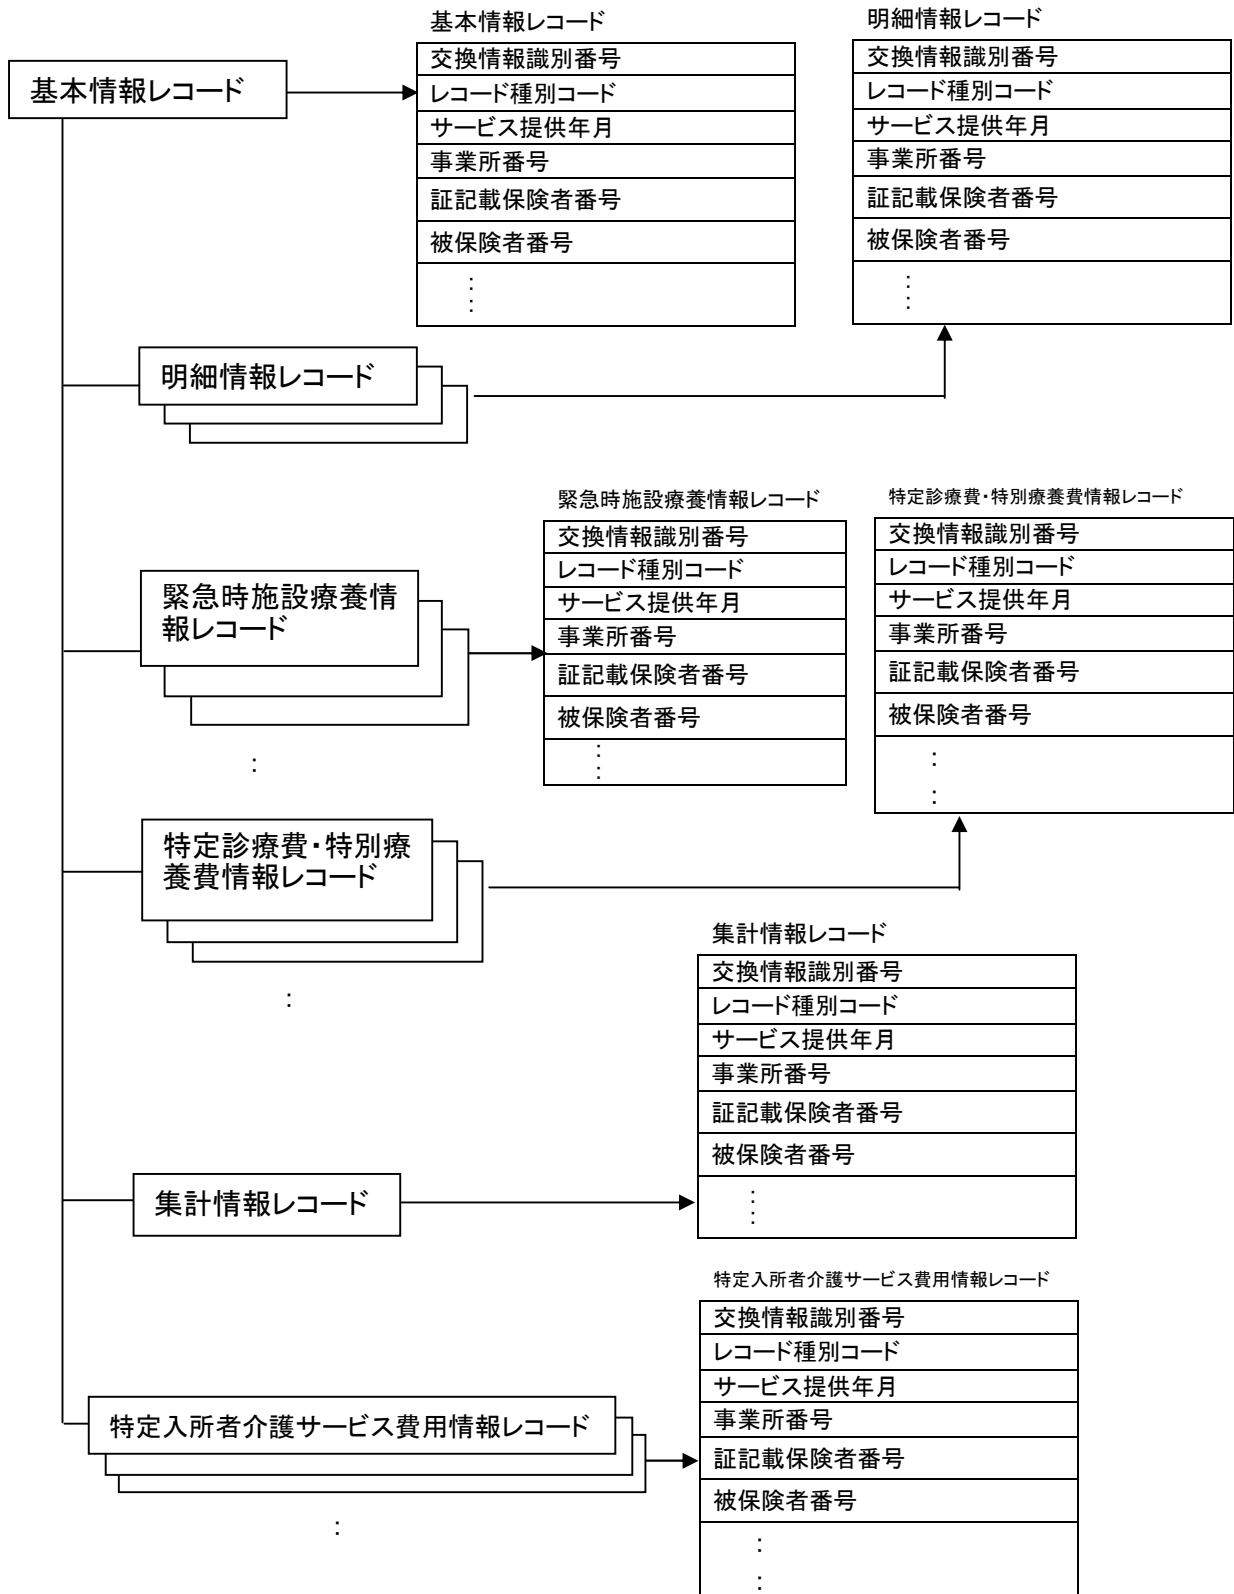 基本情報レコード
基本情報レコード
交換情報識別番号
レコード種別コード
サービス提供年月
事業所番号
証記載保険者番号
被保険者番号
:
:
明細情報レコード
交換情報識別番号
レコード種別コード
サービス提供年月
事業所番号
証記載保険者番号
被保険者番号
:
:
明細情報レコード
緊急時施設療養情
報レコード
:
緊急時施設療養情報レコード
交換情報識別番号
レコード種別コード
サービス提供年月
事業所番号
証記載保険者番号
被保険者番号
:
:
特定診療費・特別療養費情報レコード
交換情報識別番号
レコード種別コード
サービス提供年月
事業所番号
証記載保険者番号
被保険者番号
:
:
特定診療費・特別療
養費情報レコード
:
集計情報レコード
集計情報レコード
交換情報識別番号
レコード種別コード
サービス提供年月
事業所番号
証記載保険者番号
被保険者番号
:
:
特定入所者介護サービス費用情報レコード
:
特定入所者介護サービス費用情報レコード
交換情報識別番号
レコード種別コード
サービス提供年月
事業所番号
証記載保険者番号
被保険者番号
:
: